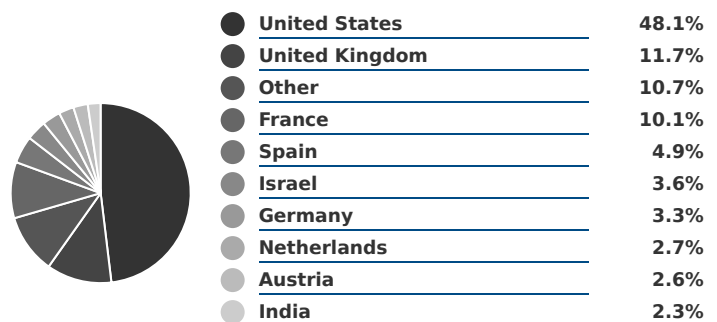 United States 48.1%
United Kingdom 11.7%
Other 10.7%
France 10.1%
Spain 4.9%
Israel 3.6%
Germany 3.3%
Netherlands 2.7%
Austria 2.6%
India 2.3%